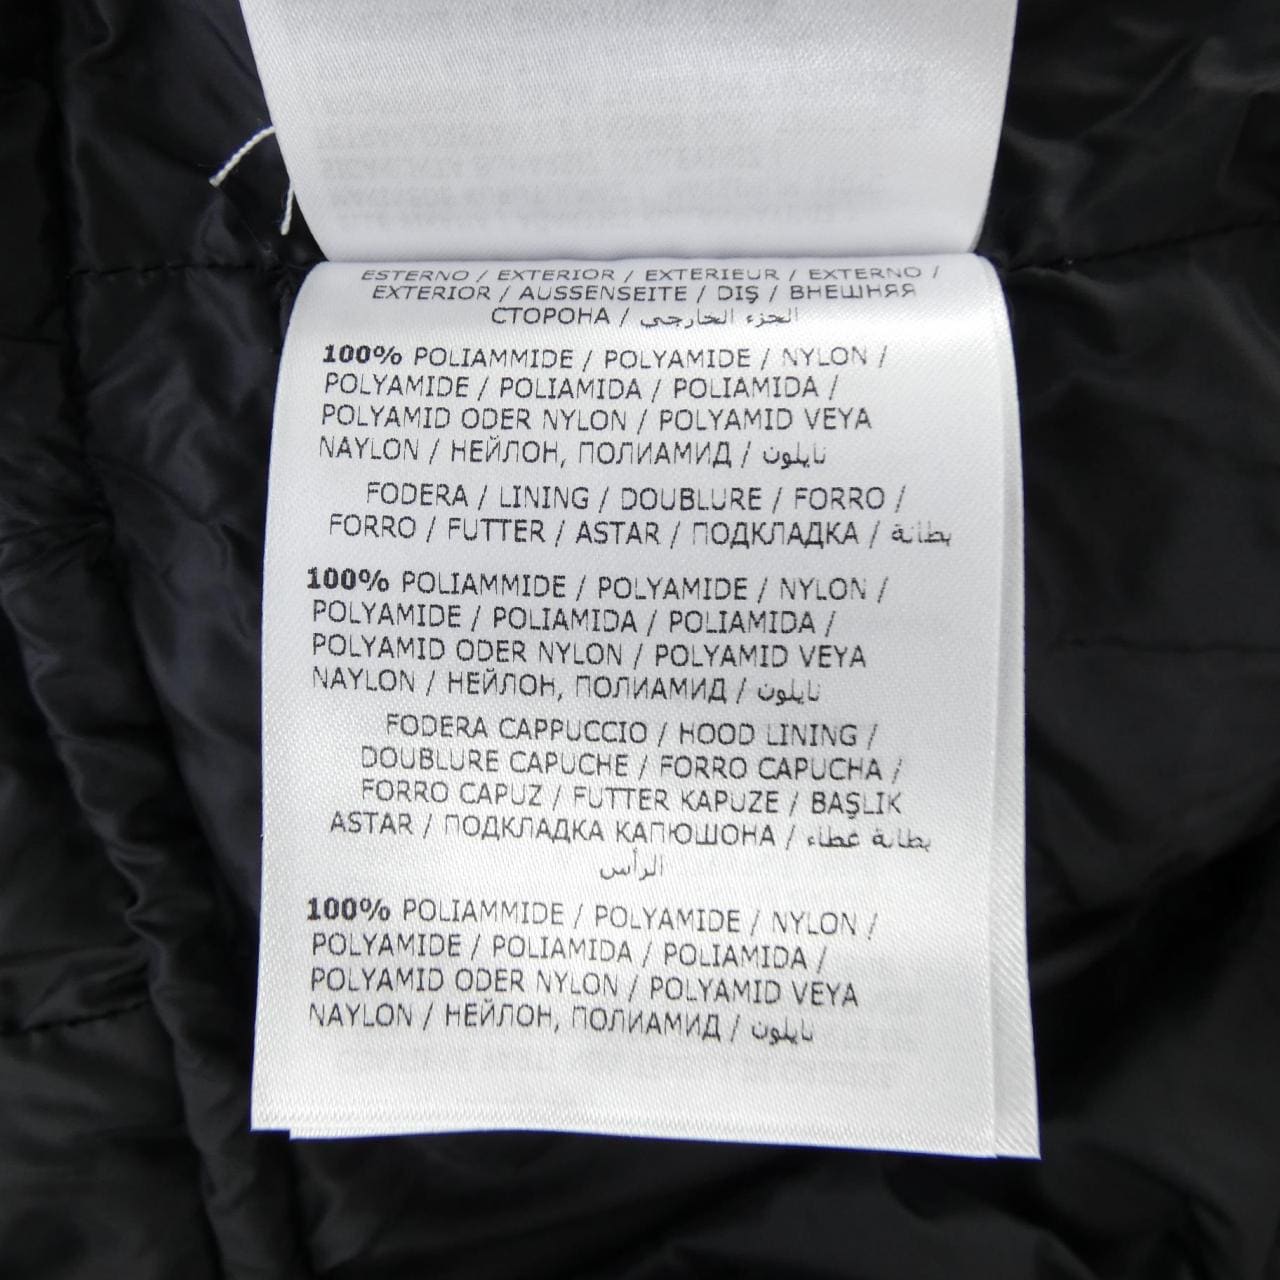 ESTERNO / EXTERIOR / EXTERIEUR / EXTERNO /
EXTERIOR / AUSSENSEITE / DIŞ / ВНЕШНЯЯ
СТОРОНА / الجزء الخارجي
100% POLIAMMIDE / POLYAMIDE / NYLON /
POLYAMIDE / POLIAMIDA / POLIAMIDA /
POLYAMID ODER NYLON / POLYAMID VEYA
NAYLON / НЕЙЛОН, ПОЛИАМИД / نايلون
FODERA / LINING / DOUBLURE / FORRO /
FORRO / FUTTER / ASTAR / ПОДКЛАДКА / بطانة
100% POLIAMMIDE / POLYAMIDE / NYLON /
POLYAMIDE / POLIAMIDA / POLIAMIDA /
POLYAMID ODER NYLON / POLYAMID VEYA
NAYLON / НЕЙЛОН, ПОЛИАМИД / نايلون
FODERA CAPPUCCIO / HOOD LINING /
DOUBLURE CAPUCHE / FORRO CAPUCHA /
FORRO CAPUZ / FUTTER KAPUZE / BAŞLIK
ASTAR / ПОДКЛАДКА КАПЮШОНА / بطانة غطاء
الرأس
100% POLIAMMIDE / POLYAMIDE / NYLON /
POLYAMIDE / POLIAMIDA / POLIAMIDA /
POLYAMID ODER NYLON / POLYAMID VEYA
NAYLON / НЕЙЛОН, ПОЛИАМИД / نايلون